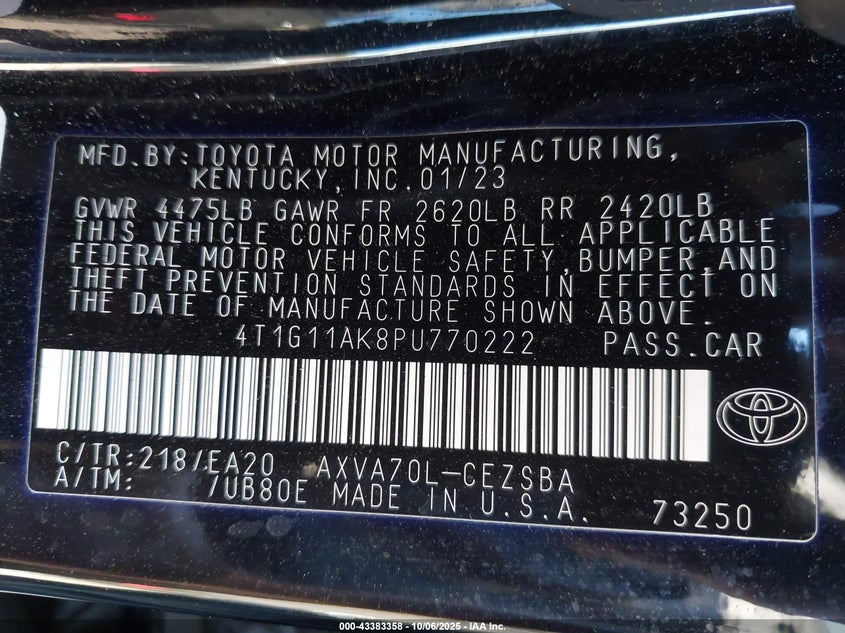 MFD.BY:TOYOTA MOTOR MANUFACTURING,
KENTUCKY,INC.01/23
GVWR 4475LB GAWR FR 2620LB RR 2420LB
THIS VEHICLE CONFORMS TO ALL APPLICABLE
FEDERAL MOTOR VEHICLE SAFETY,BUMPER,AND
THEFT PREVENTION STANDARDS IN EFFECT ON
THE DATE OF MANUFACTURE SHOWN ABOVE.
4T1G11AK8PU770222 PASS.CAR
C/TR:218/EA20 AXVA70L-CEZSBA
A/TM: /UB80E MADE IN U.S.A. 73250
000-43383358 - 10/06/2025 - IAA Inc.